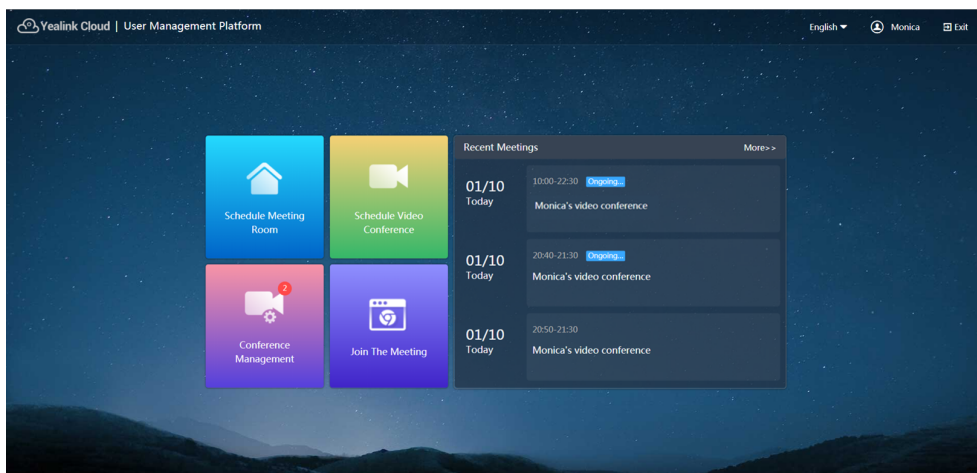 Yealink Cloud | User Management Platform
English
Monica
Exit
Schedule Meeting
Room
Schedule Video
Conference
2
Conference
Management
Join The Meeting
Recent Meetings
More>>
01/10
Today
10:00-22:30 Ongoing...
Monica's video conference
01/10
Today
20:40-21:30 Ongoing...
Monica's video conference
01/10
Today
20:50-21:30
Monica's video conference